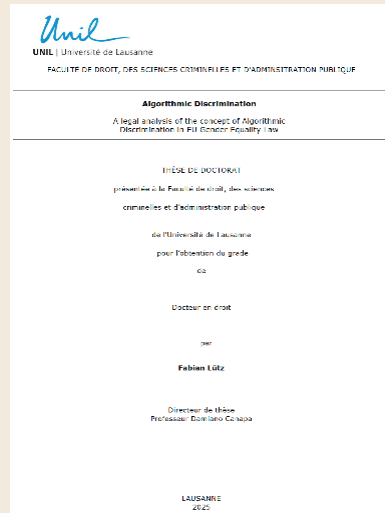 Unil
UNIL | Université de Lausanne
FACULTÉ DE DROIT, DES SCIENCES CRIMINELLES ET D'ADMINSITRATION PUBLIQUE
Algorithmic Discrimination
A legal analysis of the concept of Algorithmic
Discrimination in EU Gender Equality Law
THÈSE DE DOCTORAT
présentée à la Faculté de droit, des sciences
criminelles et d'administration publique
de l'Université de Lausanne
pour l'obtention du grade
de
Docteur en droit
par
Fabian Lütz
Directeur de thèse
Professeur Damiano Canapa
LAUSANNE
2025